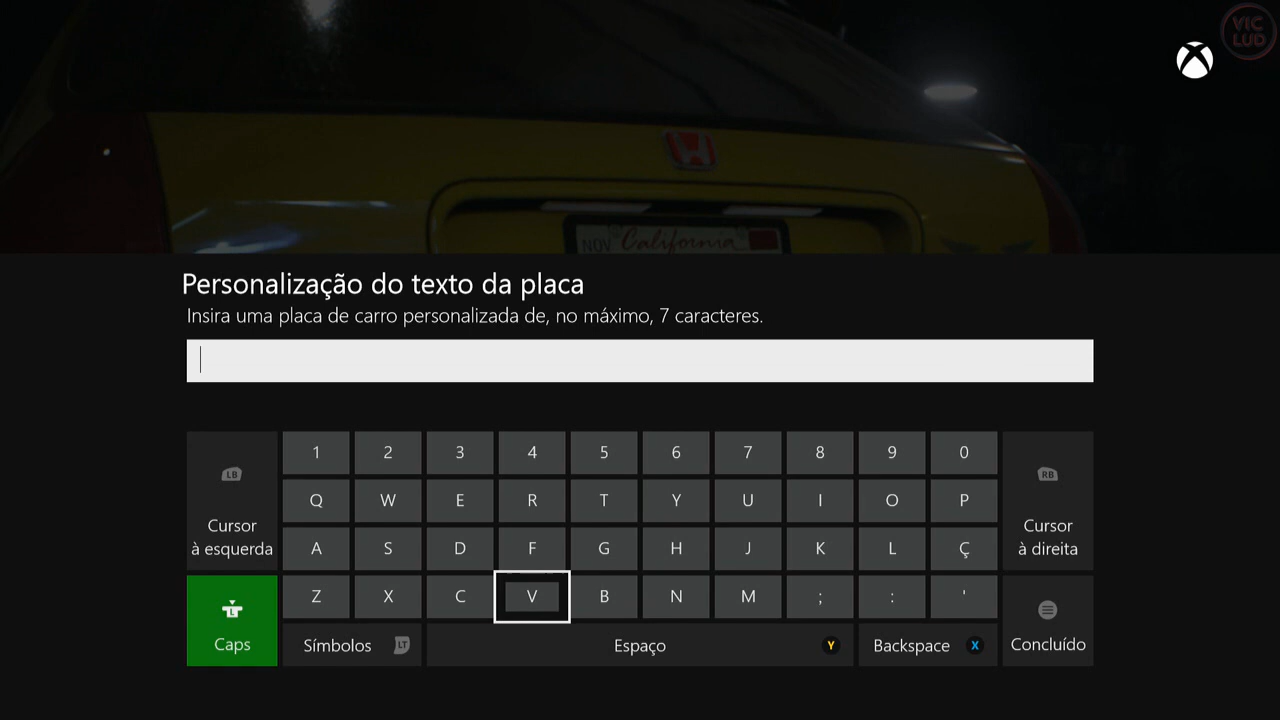 VIC
LUD
NOV California
Personalização do texto da placa
Insira uma placa de carro personalizada de, no máximo, 7 caracteres.
1 2 3 4 5 6 7 8 9 0
LB RB
Q W E R T Y U I O P
Cursor à esquerda
Cursor à direita
A S D F G H J K L Ç
Z X C V B N M ; : '
L
Caps
Símbolos LT
Espaço Y
Backspace X
Concluído